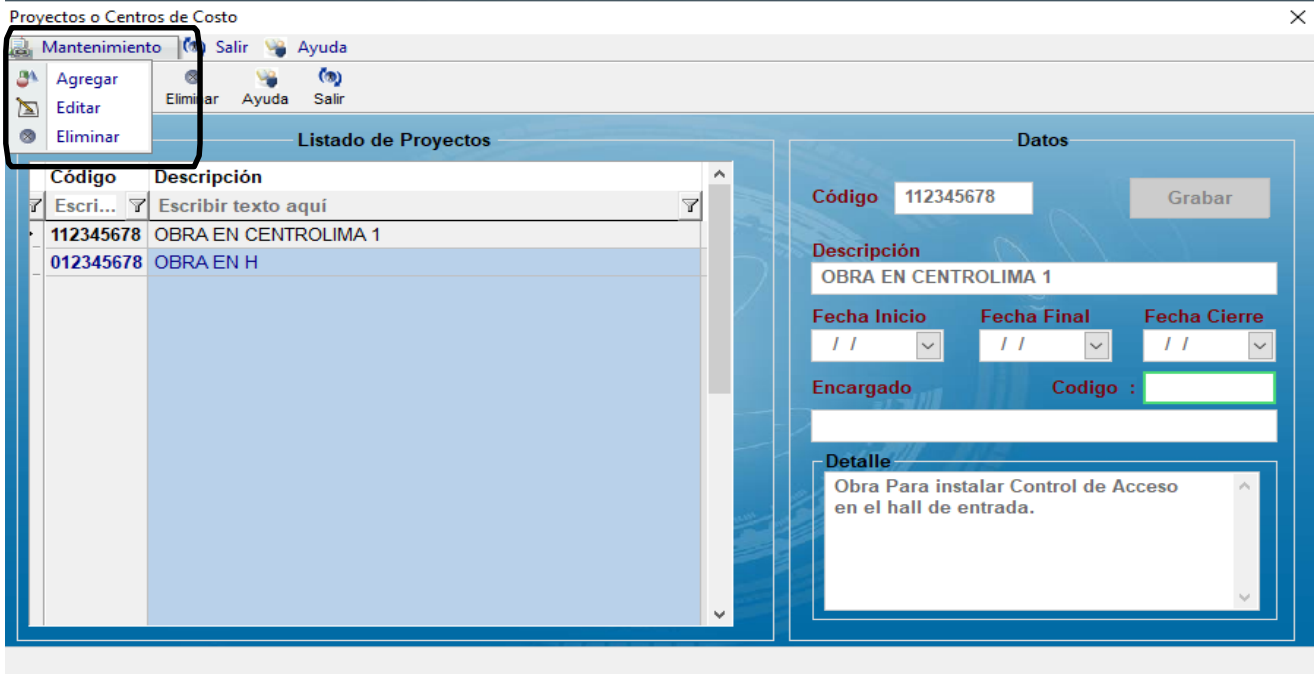 Proyectos o Centros de Costo
Mantenimiento Salir Ayuda
Agregar
Editar
Eliminar
Eliminar Ayuda Salir
Listado de Proyectos
Código Descripción
Escri... Escribir texto aquí
112345678 OBRA EN CENTROLIMA 1
012345678 OBRA EN H
Datos
Código 112345678 Grabar
Descripción
OBRA EN CENTROLIMA 1
Fecha Inicio Fecha Final Fecha Cierre
/ / / / / /
Encargado Codigo :
Detalle
Obra Para instalar Control de Acceso
en el hall de entrada.